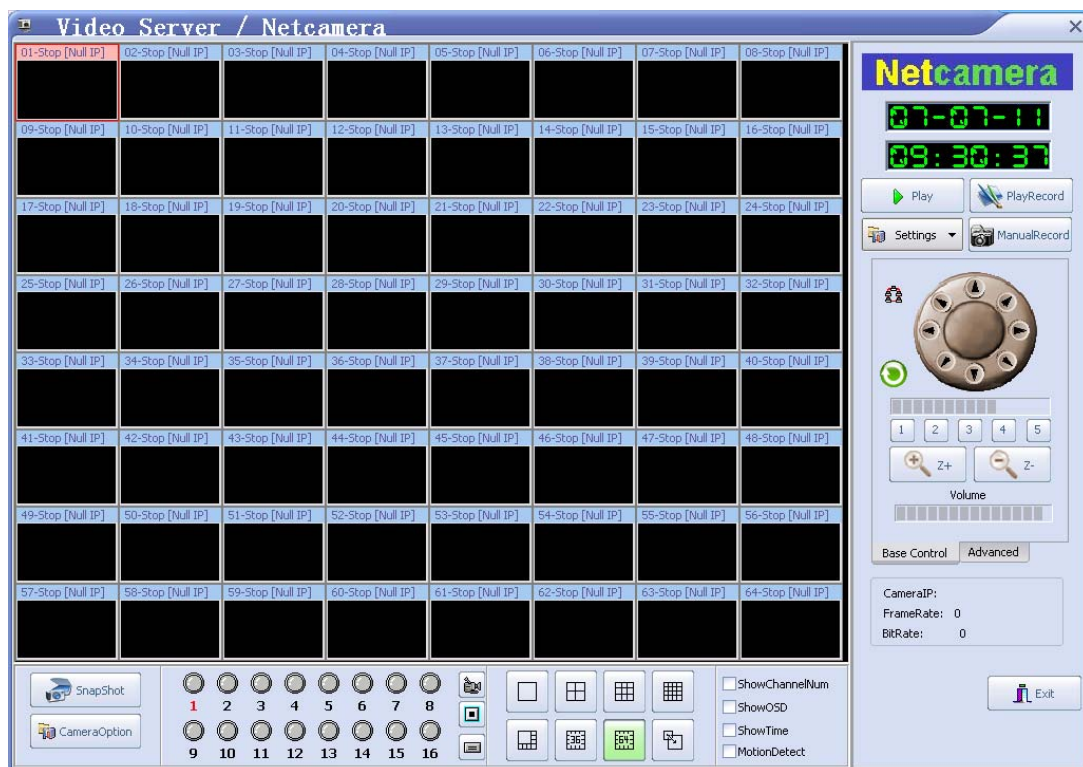 Video Server / Netcamera
01-Stop [Null IP] 02-Stop [Null IP] 03-Stop [Null IP] 04-Stop [Null IP] 05-Stop [Null IP] 06-Stop [Null IP] 07-Stop [Null IP] 08-Stop [Null IP]
09-Stop [Null IP] 10-Stop [Null IP] 11-Stop [Null IP] 12-Stop [Null IP] 13-Stop [Null IP] 14-Stop [Null IP] 15-Stop [Null IP] 16-Stop [Null IP]
17-Stop [Null IP] 18-Stop [Null IP] 19-Stop [Null IP] 20-Stop [Null IP] 21-Stop [Null IP] 22-Stop [Null IP] 23-Stop [Null IP] 24-Stop [Null IP]
25-Stop [Null IP] 26-Stop [Null IP] 27-Stop [Null IP] 28-Stop [Null IP] 29-Stop [Null IP] 30-Stop [Null IP] 31-Stop [Null IP] 32-Stop [Null IP]
33-Stop [Null IP] 34-Stop [Null IP] 35-Stop [Null IP] 36-Stop [Null IP] 37-Stop [Null IP] 38-Stop [Null IP] 39-Stop [Null IP] 40-Stop [Null IP]
41-Stop [Null IP] 42-Stop [Null IP] 43-Stop [Null IP] 44-Stop [Null IP] 45-Stop [Null IP] 46-Stop [Null IP] 47-Stop [Null IP] 48-Stop [Null IP]
49-Stop [Null IP] 50-Stop [Null IP] 51-Stop [Null IP] 52-Stop [Null IP] 53-Stop [Null IP] 54-Stop [Null IP] 55-Stop [Null IP] 56-Stop [Null IP]
57-Stop [Null IP] 58-Stop [Null IP] 59-Stop [Null IP] 60-Stop [Null IP] 61-Stop [Null IP] 62-Stop [Null IP] 63-Stop [Null IP] 64-Stop [Null IP]
Netcamera
07-07-11
09:30:37
Play PlayRecord
Settings ManualRecord
1 2 3 4 5
Z+ Z-
Volume
Base Control Advanced
CameraIP:
FrameRate: 0
BitRate: 0
Exit
SnapShot
CameraOption
1 2 3 4 5 6 7 8
9 10 11 12 13 14 15 16
36 64
ShowChannelNum
ShowOSD
ShowTime
MotionDetect